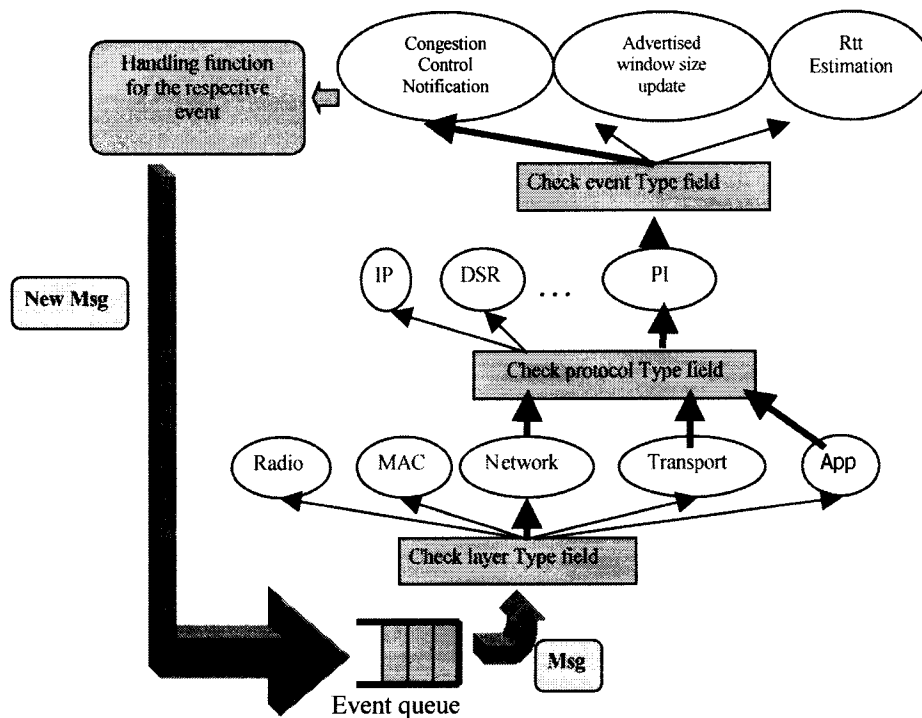 Congestion
Control
Notification
Advertised
window size
update
Rtt
Estimation
Handling function
for the respective
event
Check event Type field
IP
DSR
...
PI
New Msg
Check protocol Type field
Radio
MAC
Network
Transport
App
Check layer Type field
Msg
Event queue